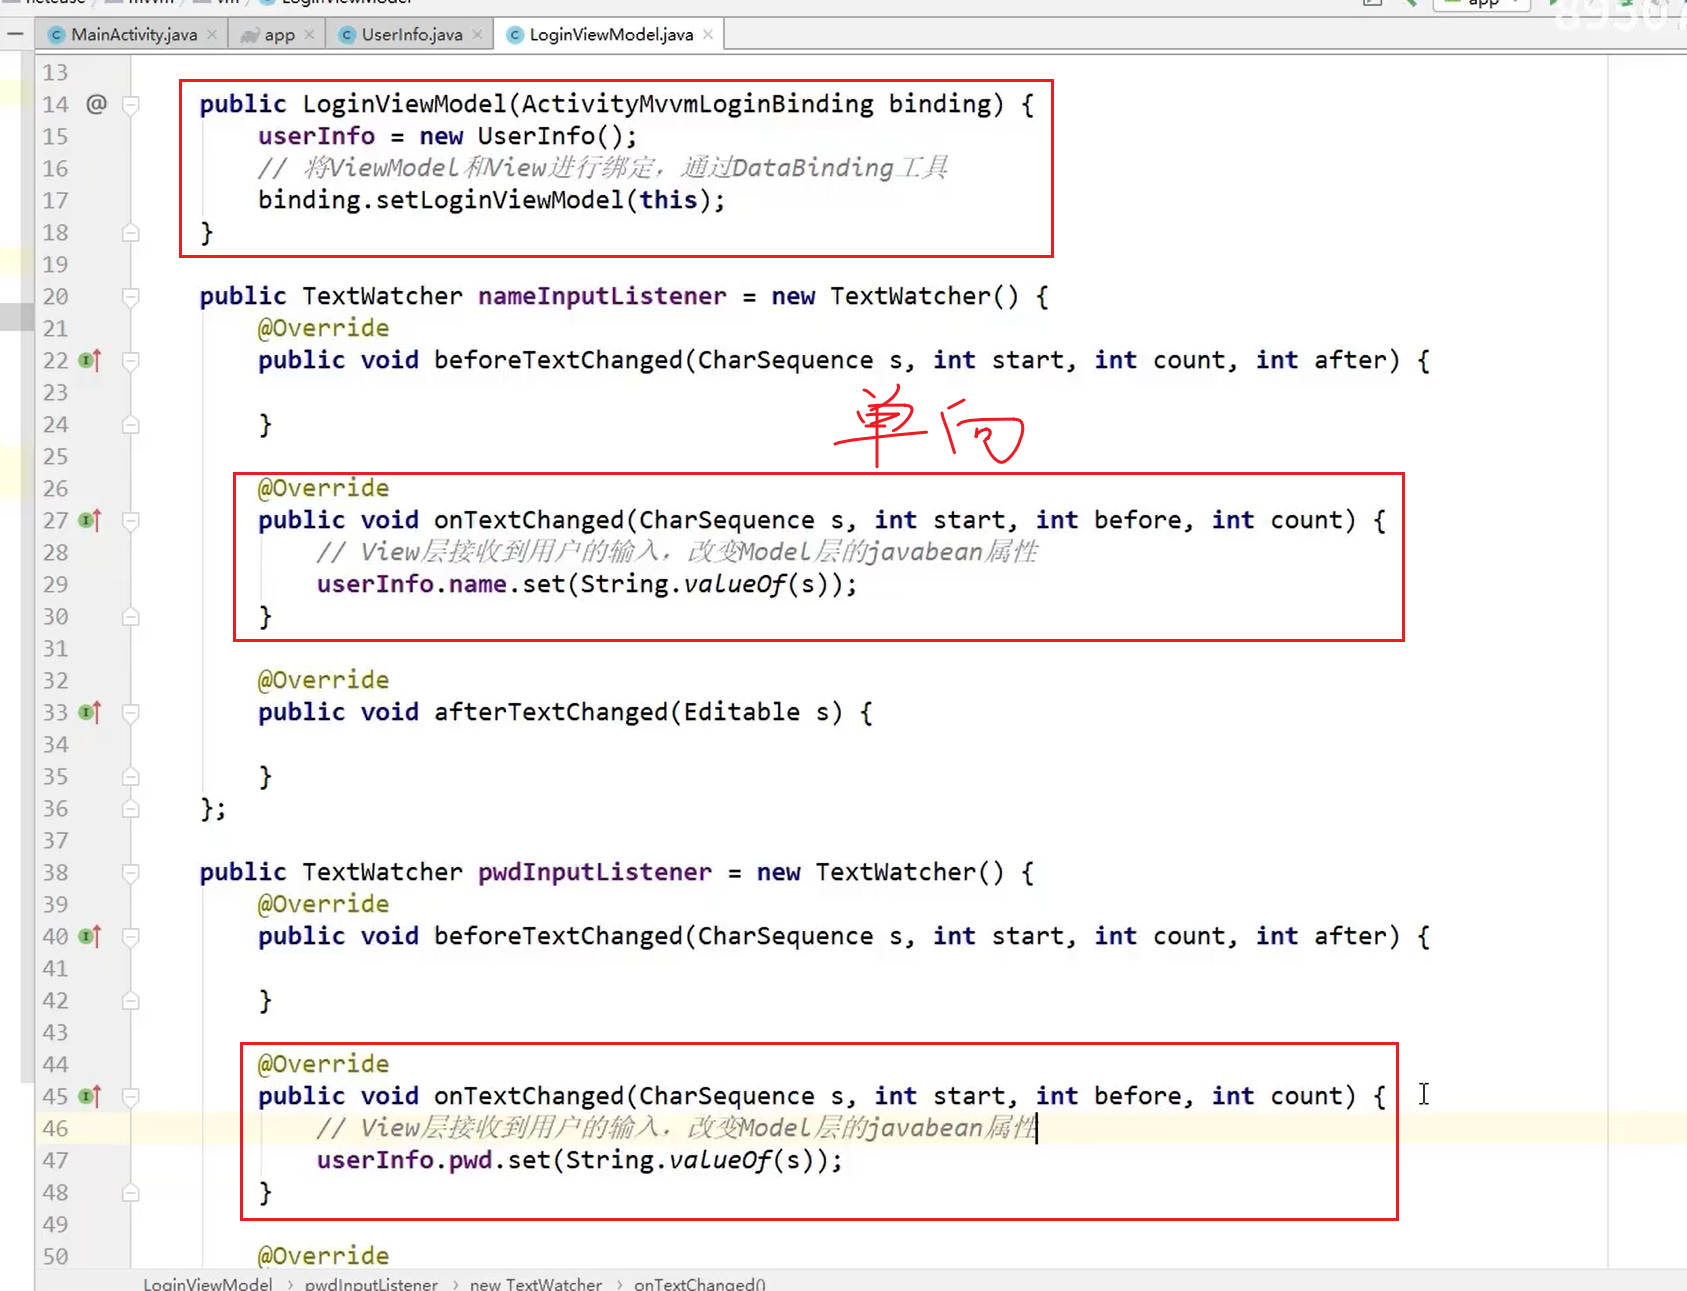 MainActivity.java app UserInfo.java LoginViewModel.java
app
13
14 @ public LoginViewModel(ActivityMvvmLoginBinding binding) {
15 userInfo = new UserInfo();
16 // 将ViewModel和View进行绑定，通过DataBinding工具
17 binding.setLoginViewModel(this);
18 }
19
20 public TextWatcher nameInputListener = new TextWatcher() {
21 @Override
22 public void beforeTextChanged(CharSequence s, int start, int count, int after) {
23
单向
24 }
25
26 @Override
27 public void onTextChanged(CharSequence s, int start, int before, int count) {
28 // View层接收到用户的输入，改变Model层的javabean属性
29 userInfo.name.set(String.valueOf(s));
30 }
31
32 @Override
33 public void afterTextChanged(Editable s) {
34
35 }
36 };
37
38 public TextWatcher pwdInputListener = new TextWatcher() {
39 @Override
40 public void beforeTextChanged(CharSequence s, int start, int count, int after) {
41
42 }
43
44 @Override
45 public void onTextChanged(CharSequence s, int start, int before, int count) {
46 // View层接收到用户的输入，改变Model层的javabean属性
47 userInfo.pwd.set(String.valueOf(s));
48 }
49
50 @Override
LoginViewModel › pwdInputListener › new TextWatcher › onTextChanged()